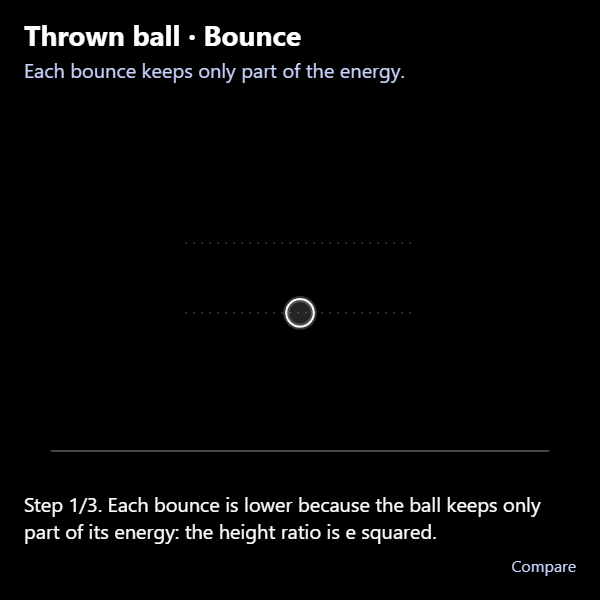 Thrown ball · Bounce
Each bounce keeps only part of the energy.
Step 1/3. Each bounce is lower because the ball keeps only
part of its energy: the height ratio is e squared.
Compare